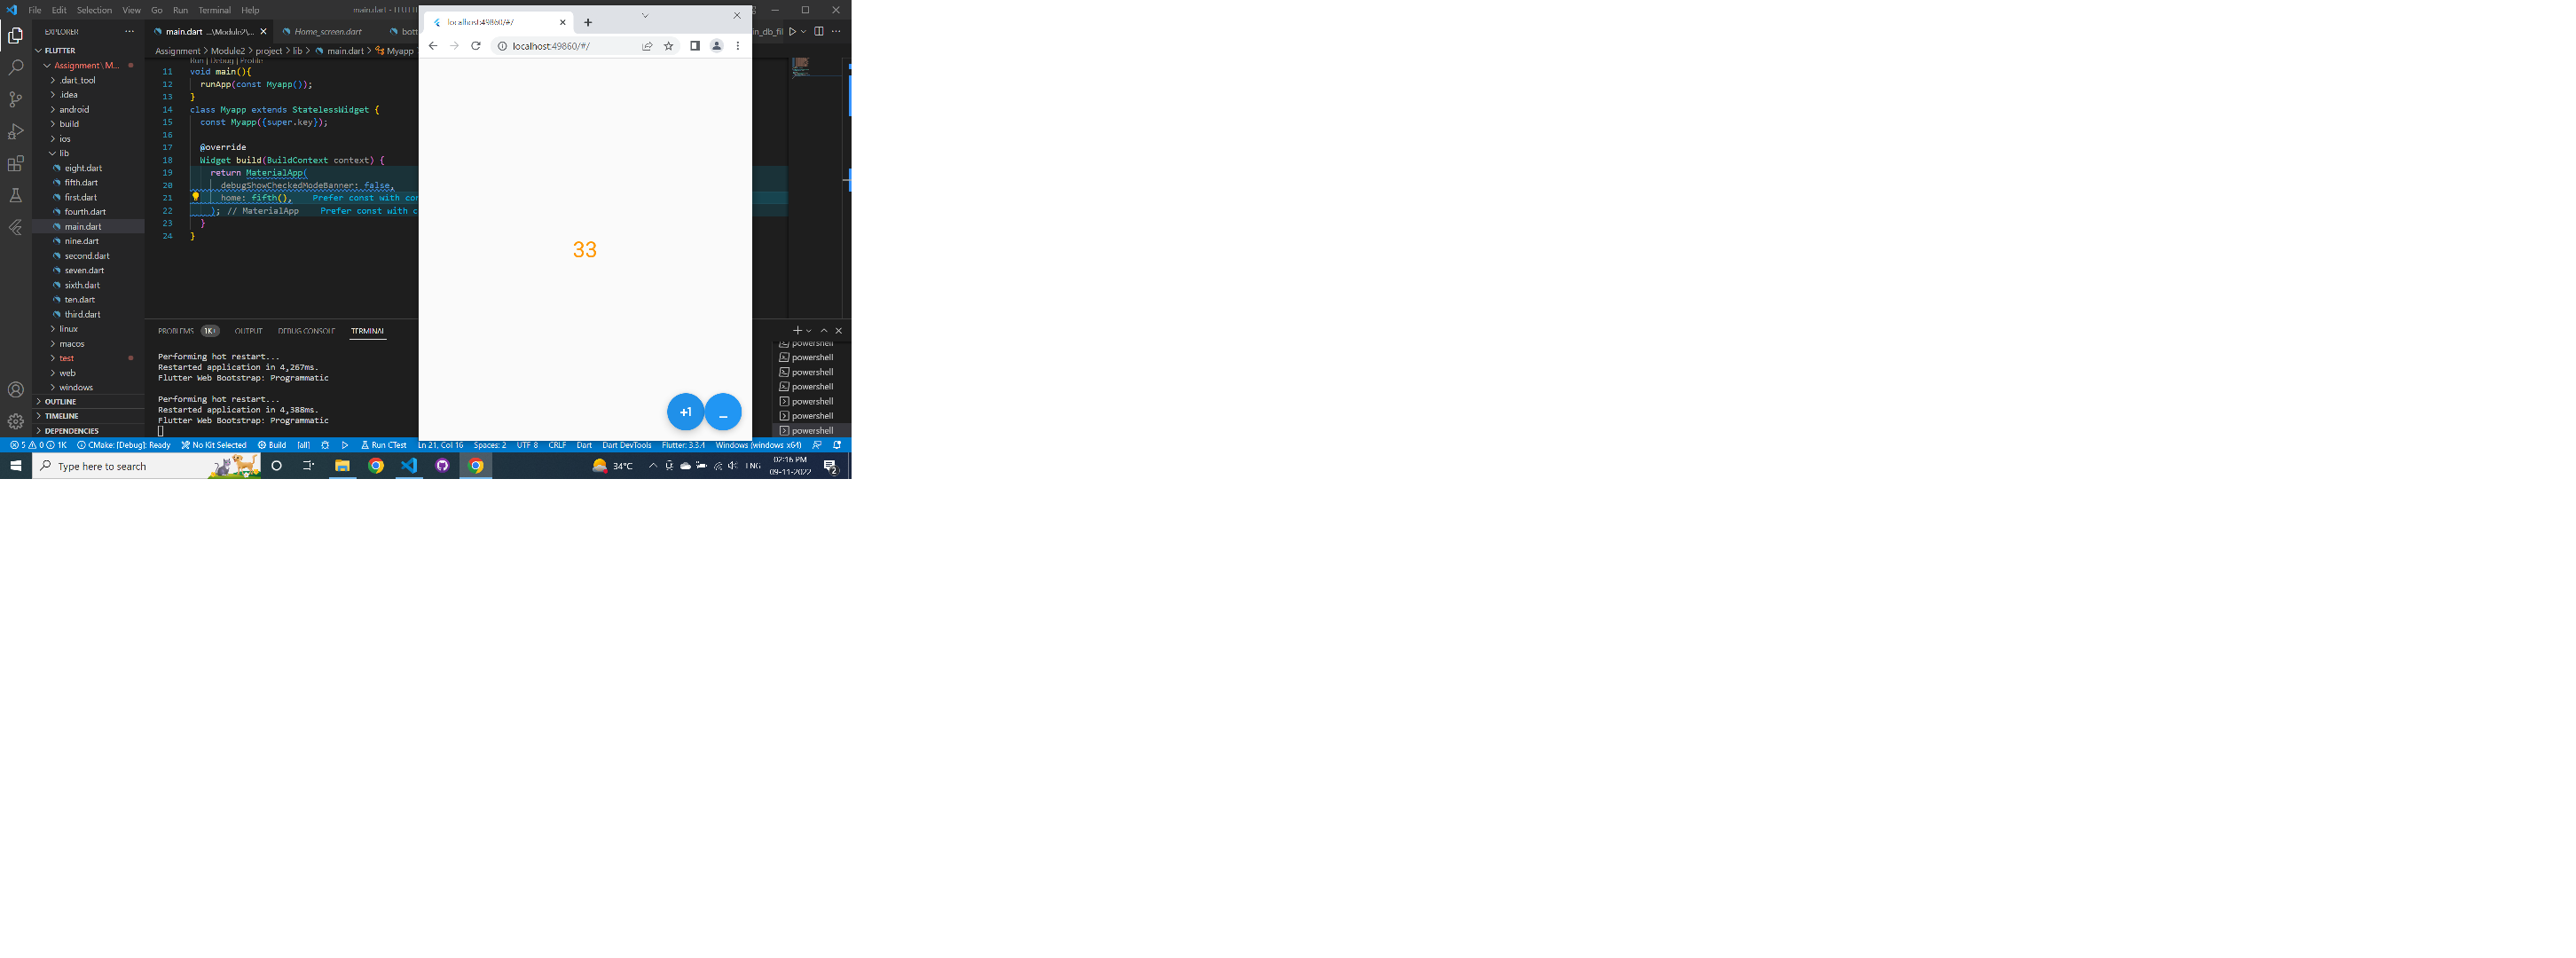 File Edit Selection View Go Run Terminal Help
main.dart -
EXPLORER
FLUTTER
Assignment\M...
.dart_tool
.idea
android
build
ios
lib
eight.dart
fifth.dart
first.dart
fourth.dart
main.dart
nine.dart
second.dart
seven.dart
sixth.dart
ten.dart
third.dart
linux
macos
test
web
windows
OUTLINE
TIMELINE
DEPENDENCIES
main.dart ...\Module2\... Home_screen.dart bott
Assignment > Module2 > project > lib > main.dart > Myapp
Run | Debug | Profile
11 void main(){
12 runApp(const Myapp());
13 }
14 class Myapp extends StatelessWidget {
15 const Myapp({super.key});
16
17 @override
18 Widget build(BuildContext context) {
19 return MaterialApp(
20 debugShowCheckedModeBanner: false,
21 home: fifth(), Prefer const with con
22 ); // MaterialApp Prefer const with c
23 }
24 }
PROBLEMS 1K+ OUTPUT DEBUG CONSOLE TERMINAL
Performing hot restart...
Restarted application in 4,267ms.
Flutter Web Bootstrap: Programmatic
Performing hot restart...
Restarted application in 4,388ms.
Flutter Web Bootstrap: Programmatic
localhost:49860/#/
localhost:49860/#/
33
+1 _
in_db_fil
powershell
powershell
powershell
powershell
powershell
powershell
powershell
5 0 1K CMake: [Debug]: Ready No Kit Selected Build [all] Run CTest Ln 21, Col 16 Spaces: 2 UTF-8 CRLF Dart Dart DevTools Flutter: 3.3.4 Windows (windows-x64)
Type here to search
34°C ENG
02:16 PM
09-11-2022
2